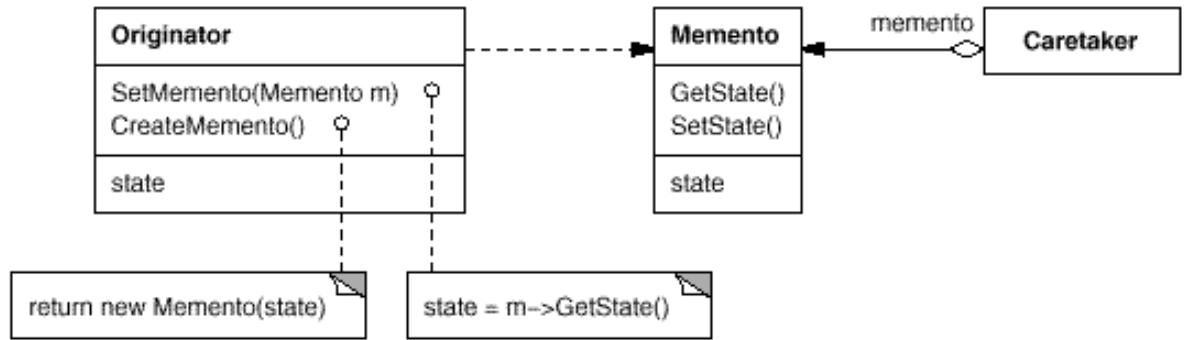 Originator
SetMemento(Memento m)
CreateMemento()
state
return new Memento(state)
state = m->GetState()
Memento
GetState()
SetState()
state
memento
Caretaker